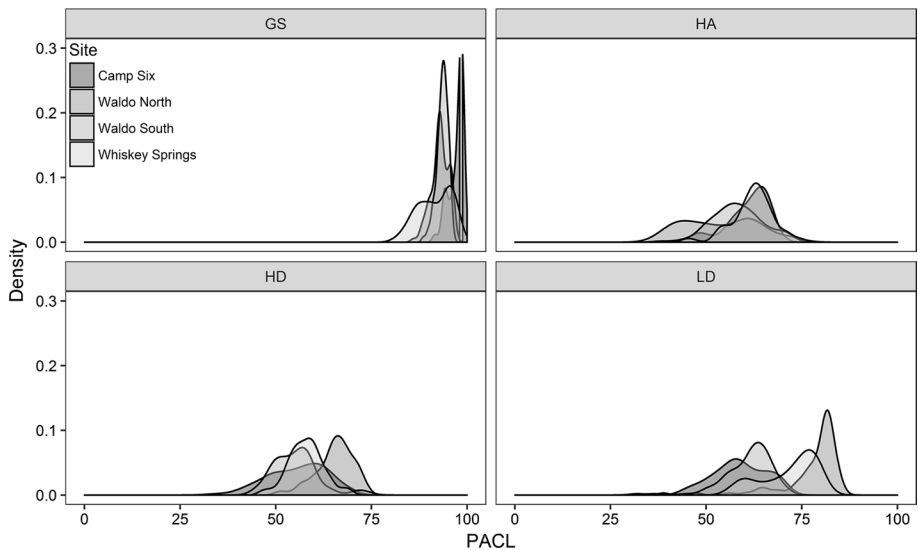 GS
HA
Site
Camp Six
Waldo North
Waldo South
Whiskey Springs
0.3
0.2
0.1
0.0
HD
LD
0.3
0.2
0.1
0.0
Density
0 25 50 75 100
0 25 50 75 100
PACL